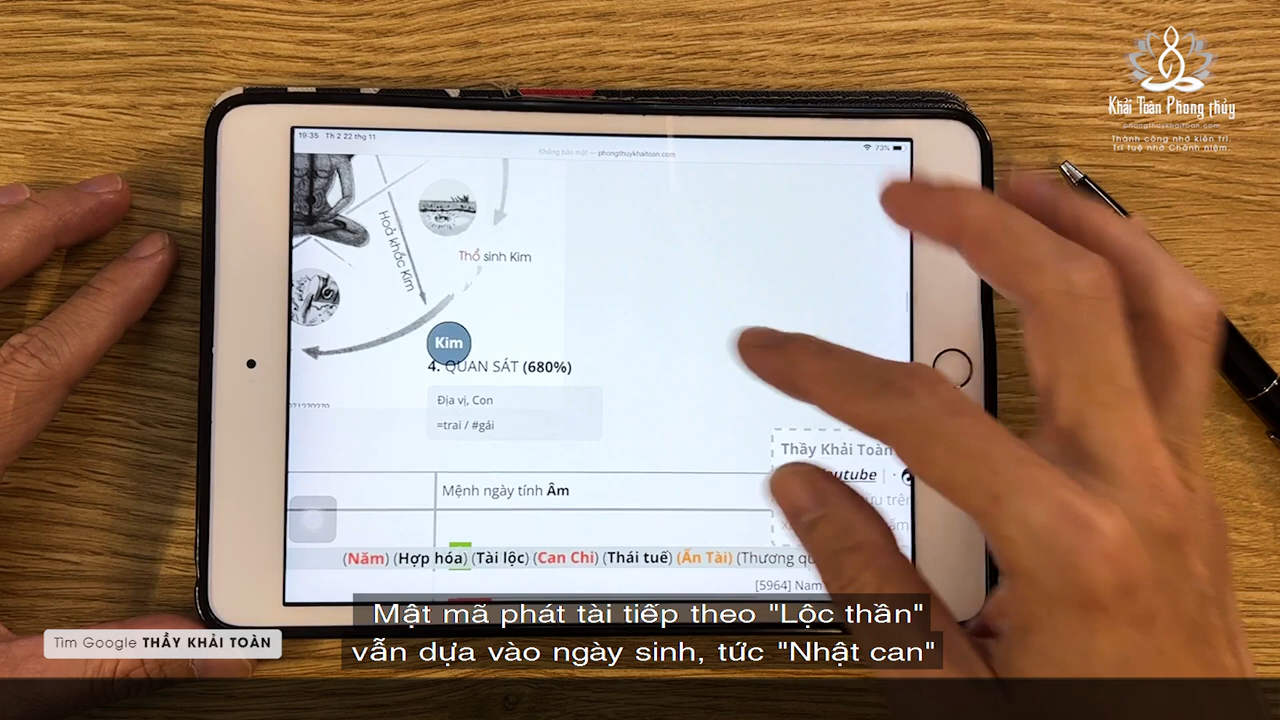 Khải Toàn Phong thủy
phongthuykhaitoan.com
Thành công nhờ kiên trì.
Trí tuệ nhờ Chánh niệm.
19:35 Th 2 22 thg 11
Không bảo mật — phongthuykhaitoan.com
73%
Hoả khắc Kim
Thổ sinh Kim
Kim
4. QUAN SÁT (680%)
Địa vị, Con
=trai / #gái
Thầy Khải Toàn
Mệnh ngày tính Âm
(Năm) (Hợp hóa) (Tài lộc) (Can Chi) (Thái tuế) (Ấn Tài) (Thương
[5964] Nam
Mật mã phát tài tiếp theo "Lộc thần"
vẫn dựa vào ngày sinh, tức "Nhật can"
Tìm Google THẦY KHẢI TOÀN